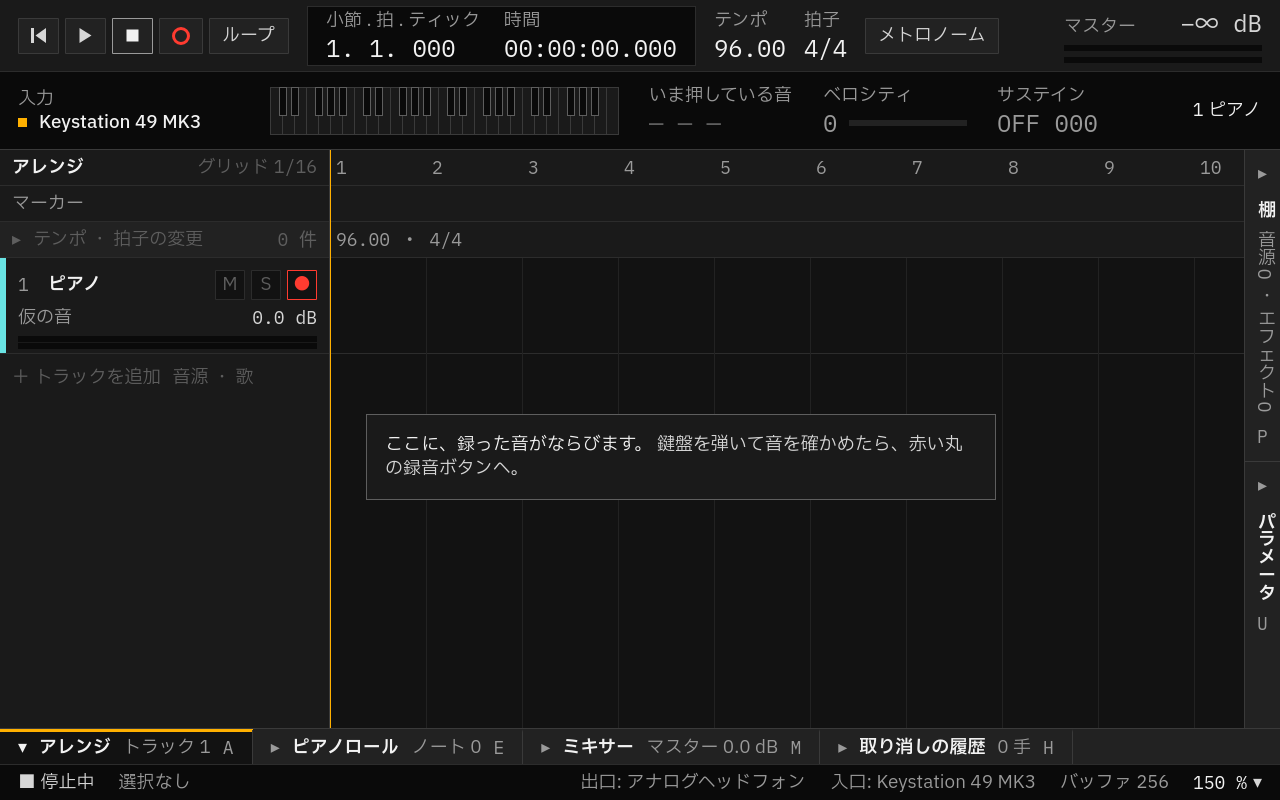 ループ
小節 . 拍 . ティック 時間
1. 1. 000 00:00:00.000
テンポ 拍子
96.00 4/4
メトロノーム
マスター −∞ dB
入力
Keystation 49 MK3
いま押している音
— — —
ベロシティ
0
サステイン
OFF 000
1 ピアノ
アレンジ グリッド 1/16
1 2 3 4 5 6 7 8 9 10
マーカー
▸ テンポ ・ 拍子の変更 0 件
96.00 ・ 4/4
1 ピアノ M S
仮の音 0.0 dB
＋ トラックを追加 音源 ・ 歌
ここに、録った音がならびます。 鍵盤を弾いて音を確かめたら、赤い丸
の録音ボタンへ。
▸ 棚 音源 0 ・ エフェクト 0 P
▸ パラメータ U
▾ アレンジ トラック 1 A
▸ ピアノロール ノート 0 E
▸ ミキサー マスター 0.0 dB M
▸ 取り消しの履歴 0 手 H
■ 停止中 選択なし
出口: アナログヘッドフォン 入口: Keystation 49 MK3 バッファ 256 150 % ▾